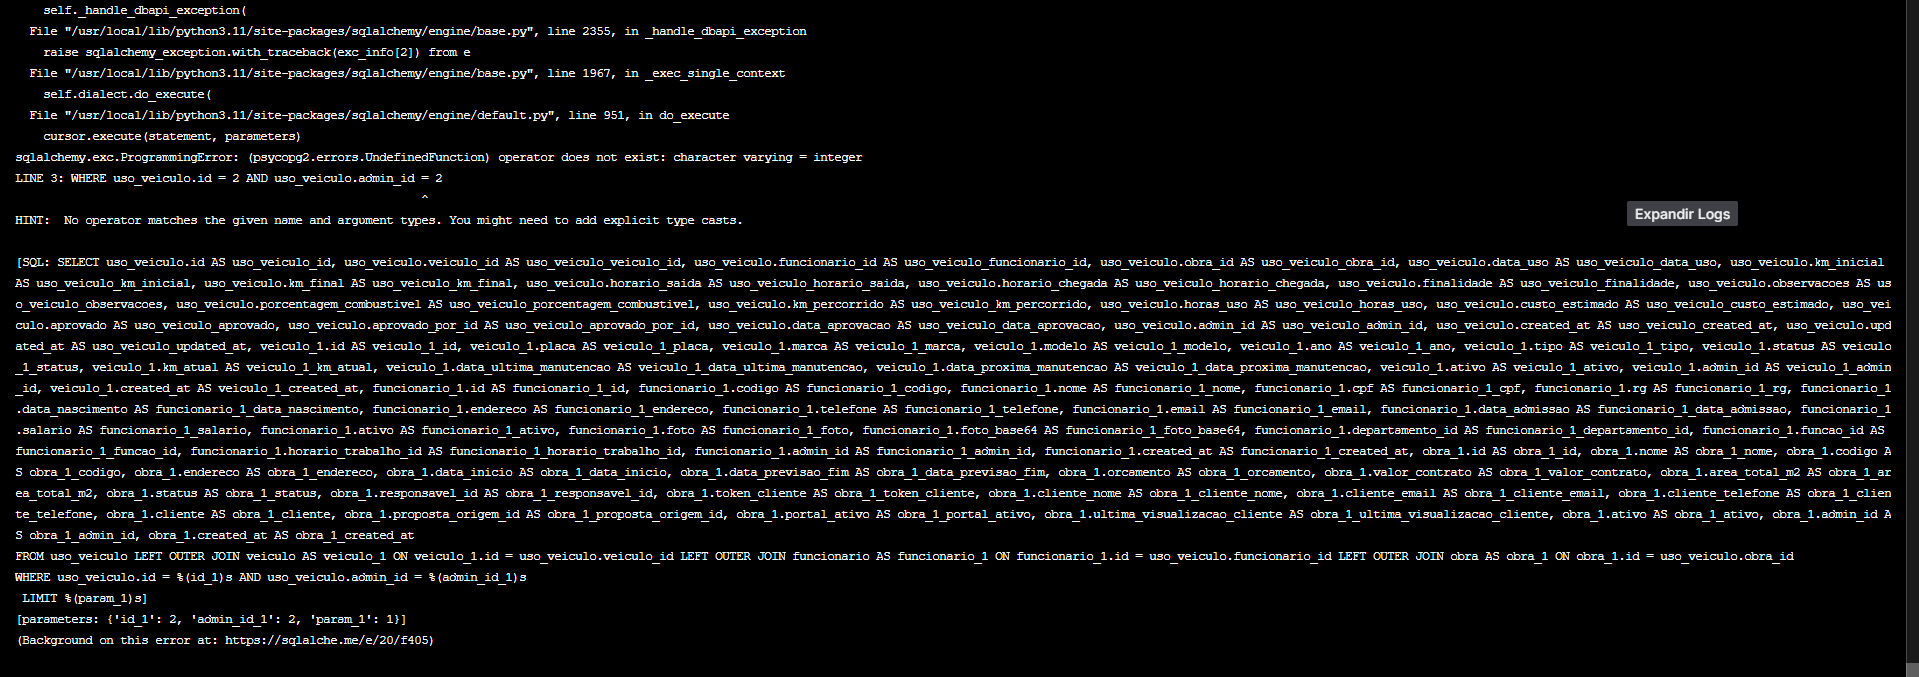 self._handle_dbapi_exception(
File "/usr/local/lib/python3.11/site-packages/sqlalchemy/engine/base.py", line 2355, in _handle_dbapi_exception
raise sqlalchemy_exception.with_traceback(exc_info[2]) from e
File "/usr/local/lib/python3.11/site-packages/sqlalchemy/engine/base.py", line 1967, in _exec_single_context
self.dialect.do_execute(
File "/usr/local/lib/python3.11/site-packages/sqlalchemy/engine/default.py", line 951, in do_execute
cursor.execute(statement, parameters)
sqlalchemy.exc.ProgrammingError: (psycopg2.errors.UndefinedFunction) operator does not exist: character varying = integer
LINE 3: WHERE uso_veiculo.id = 2 AND uso_veiculo.admin_id = 2
^
Expandir Logs
HINT:  No operator matches the given name and argument types. You might need to add explicit type casts.
[SQL: SELECT uso_veiculo.id AS uso_veiculo_id, uso_veiculo.veiculo_id AS uso_veiculo_veiculo_id, uso_veiculo.funcionario_id AS uso_veiculo_funcionario_id, uso_veiculo.obra_id AS uso_veiculo_obra_id, uso_veiculo.data_uso AS uso_veiculo_data_uso, uso_veiculo.km_inicial
AS uso_veiculo_km_inicial, uso_veiculo.km_final AS uso_veiculo_km_final, uso_veiculo.horario_saida AS uso_veiculo_horario_saida, uso_veiculo.horario_chegada AS uso_veiculo_horario_chegada, uso_veiculo.finalidade AS uso_veiculo_finalidade, uso_veiculo.observacoes AS us
o_veiculo_observacoes, uso_veiculo.porcentagem_combustivel AS uso_veiculo_porcentagem_combustivel, uso_veiculo.km_percorrido AS uso_veiculo_km_percorrido, uso_veiculo.horas_uso AS uso_veiculo_horas_uso, uso_veiculo.custo_estimado AS uso_veiculo_custo_estimado, uso_vei
culo.aprovado AS uso_veiculo_aprovado, uso_veiculo.aprovado_por_id AS uso_veiculo_aprovado_por_id, uso_veiculo.data_aprovacao AS uso_veiculo_data_aprovacao, uso_veiculo.admin_id AS uso_veiculo_admin_id, uso_veiculo.created_at AS uso_veiculo_created_at, uso_veiculo.upd
ated_at AS uso_veiculo_updated_at, veiculo_1.id AS veiculo_1_id, veiculo_1.placa AS veiculo_1_placa, veiculo_1.marca AS veiculo_1_marca, veiculo_1.modelo AS veiculo_1_modelo, veiculo_1.ano AS veiculo_1_ano, veiculo_1.tipo AS veiculo_1_tipo, veiculo_1.status AS veiculo
_1_status, veiculo_1.km_atual AS veiculo_1_km_atual, veiculo_1.data_ultima_manutencao AS veiculo_1_data_ultima_manutencao, veiculo_1.data_proxima_manutencao AS veiculo_1_data_proxima_manutencao, veiculo_1.ativo AS veiculo_1_ativo, veiculo_1.admin_id AS veiculo_1_admin
_id, veiculo_1.created_at AS veiculo_1_created_at, funcionario_1.id AS funcionario_1_id, funcionario_1.codigo AS funcionario_1_codigo, funcionario_1.nome AS funcionario_1_nome, funcionario_1.cpf AS funcionario_1_cpf, funcionario_1.rg AS funcionario_1_rg, funcionario_1
.data_nascimento AS funcionario_1_data_nascimento, funcionario_1.endereco AS funcionario_1_endereco, funcionario_1.telefone AS funcionario_1_telefone, funcionario_1.email AS funcionario_1_email, funcionario_1.data_admissao AS funcionario_1_data_admissao, funcionario_1
.salario AS funcionario_1_salario, funcionario_1.ativo AS funcionario_1_ativo, funcionario_1.foto AS funcionario_1_foto, funcionario_1.foto_base64 AS funcionario_1_foto_base64, funcionario_1.departamento_id AS funcionario_1_departamento_id, funcionario_1.funcao_id AS
funcionario_1_funcao_id, funcionario_1.horario_trabalho_id AS funcionario_1_horario_trabalho_id, funcionario_1.admin_id AS funcionario_1_admin_id, funcionario_1.created_at AS funcionario_1_created_at, obra_1.id AS obra_1_id, obra_1.nome AS obra_1_nome, obra_1.codigo A
S obra_1_codigo, obra_1.endereco AS obra_1_endereco, obra_1.data_inicio AS obra_1_data_inicio, obra_1.data_previsao_fim AS obra_1_data_previsao_fim, obra_1.orcamento AS obra_1_orcamento, obra_1.valor_contrato AS obra_1_valor_contrato, obra_1.area_total_m2 AS obra_1_ar
ea_total_m2, obra_1.status AS obra_1_status, obra_1.responsavel_id AS obra_1_responsavel_id, obra_1.token_cliente AS obra_1_token_cliente, obra_1.cliente_nome AS obra_1_cliente_nome, obra_1.cliente_email AS obra_1_cliente_email, obra_1.cliente_telefone AS obra_1_clien
te_telefone, obra_1.cliente AS obra_1_cliente, obra_1.proposta_origem_id AS obra_1_proposta_origem_id, obra_1.portal_ativo AS obra_1_portal_ativo, obra_1.ultima_visualizacao_cliente AS obra_1_ultima_visualizacao_cliente, obra_1.ativo AS obra_1_ativo, obra_1.admin_id A
S obra_1_admin_id, obra_1.created_at AS obra_1_created_at
FROM uso_veiculo LEFT OUTER JOIN veiculo AS veiculo_1 ON veiculo_1.id = uso_veiculo.veiculo_id LEFT OUTER JOIN funcionario AS funcionario_1 ON funcionario_1.id = uso_veiculo.funcionario_id LEFT OUTER JOIN obra AS obra_1 ON obra_1.id = uso_veiculo.obra_id
WHERE uso_veiculo.id = %(id_1)s AND uso_veiculo.admin_id = %(admin_id_1)s
LIMIT %(param_1)s]
[parameters: {'id_1': 2, 'admin_id_1': 2, 'param_1': 1}]
(Background on this error at: https://sqlalche.me/e/20/f405)